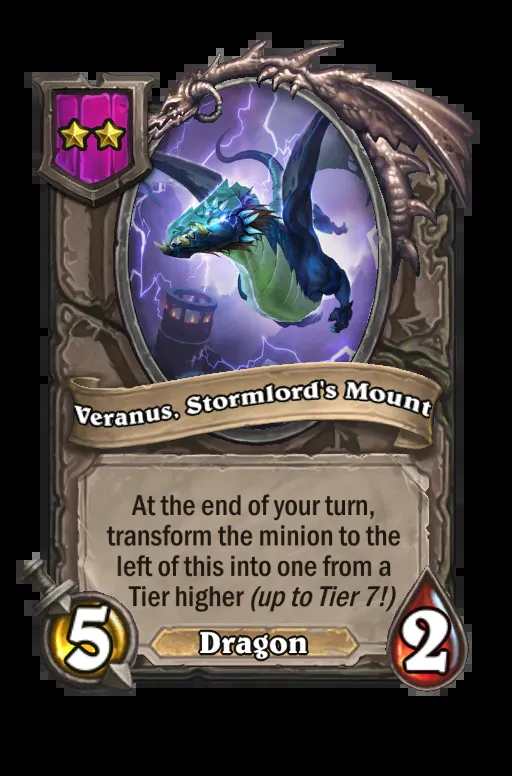 Veranus, Stormlord's Mount
At the end of your turn,
transform the minion to the
left of this into one from a
Tier higher (up to Tier 7!)
5
Dragon
2